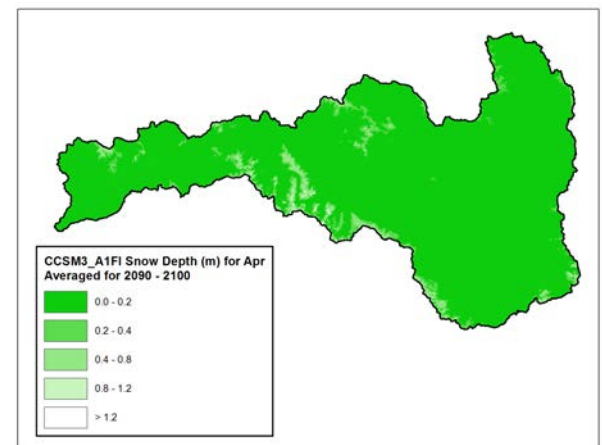 CCSM3_A1FI Snow Depth (m) for Apr
Averaged for 2090 - 2100
0.0 - 0.2
0.2 - 0.4
0.4 - 0.8
0.8 - 1.2
> 1.2